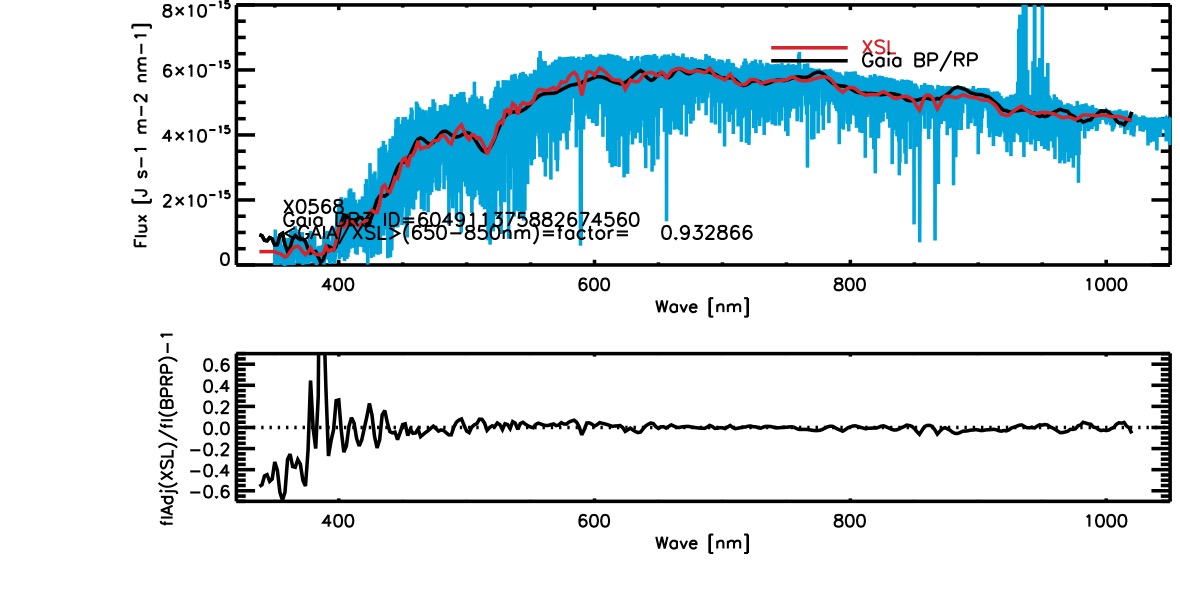 8×10⁻¹⁵
6×10⁻¹⁵
4×10⁻¹⁵
2×10⁻¹⁵
0
Flux [J s−1 m−2 nm−1]
XSL
Gaia BP/RP
X0568
Gaia DR3 ID=6049113758826745​60
<GAIA/XSL>(650−850nm)=factor= 0.932866
400 600 800 1000
Wave [nm]
flAdj(XSL)/fl(BPRP)−1
0.6
0.4
0.2
0.0
−0.2
−0.4
−0.6
400 600 800 1000
Wave [nm]